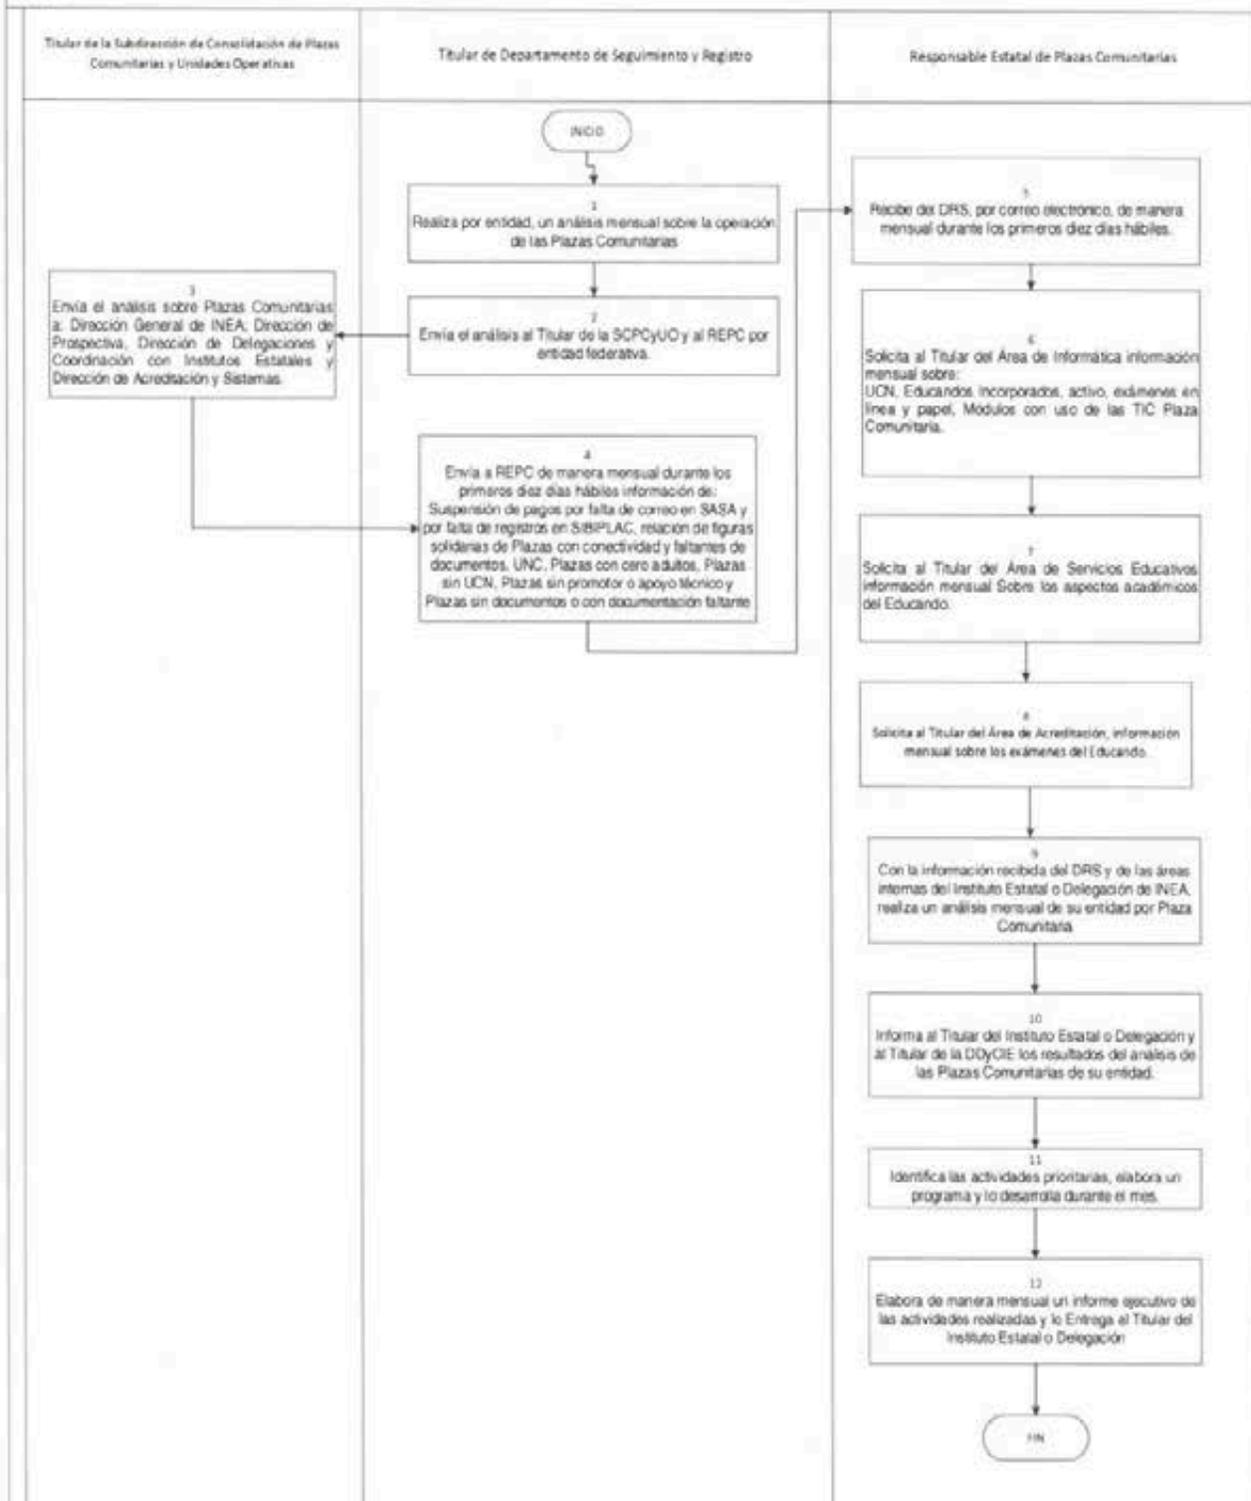 Titular de la Subdirección de Consolidación de Plazas
Comunitarias y Unidades Operativas
Titular de Departamento de Seguimiento y Registro
Responsable Estatal de Plazas Comunitarias
INICIO
1
Realiza por entidad, un análisis mensual sobre la operación
de las Plazas Comunitarias
2
Envía el análisis al Titular de la SCPCyUO y al REPC por
entidad federativa.
3
Envía el análisis sobre Plazas Comunitarias
a: Dirección General de INEA, Dirección de
Prospectiva, Dirección de Delegaciones y
Coordinación con Institutos Estatales y
Dirección de Acreditación y Sistemas.
4
Envía a REPC de manera mensual durante los
primeros diez días hábiles información de:
Suspensión de pagos por falta de correo en SASA y
por falta de registros en SIBIPLAC, relación de figuras
solidarias de Plazas con conectividad y faltantes de
documentos, UNC, Plazas con cero adultos, Plazas
sin UCN, Plazas sin promotor o apoyo técnico y
Plazas sin documentos o con documentación faltante
5
Recibe del DRS, por correo electrónico, de manera
mensual durante los primeros diez días hábiles.
6
Solicita al Titular del Área de Informática información
mensual sobre:
UCN, Educandos Incorporados, activo, exámenes en
línea y papel, Módulos con uso de las TIC Plaza
Comunitaria.
7
Solicita al Titular del Área de Servicios Educativos
información mensual Sobre los aspectos académicos
del Educando.
8
Solicita al Titular del Área de Acreditación, información
mensual sobre los exámenes del Educando.
9
Con la información recibida del DRS y de las áreas
internas del Instituto Estatal o Delegación de INEA,
realiza un análisis mensual de su entidad por Plaza
Comunitaria
10
Informa al Titular del Instituto Estatal o Delegación y
al Titular de la DDyCIE los resultados del análisis de
las Plazas Comunitarias de su entidad.
11
Identifica las actividades prioritarias, elabora un
programa y lo desarrolla durante el mes.
12
Elabora de manera mensual un informe ejecutivo de
las actividades realizadas y lo Entrega al Titular del
Instituto Estatal o Delegación
FIN